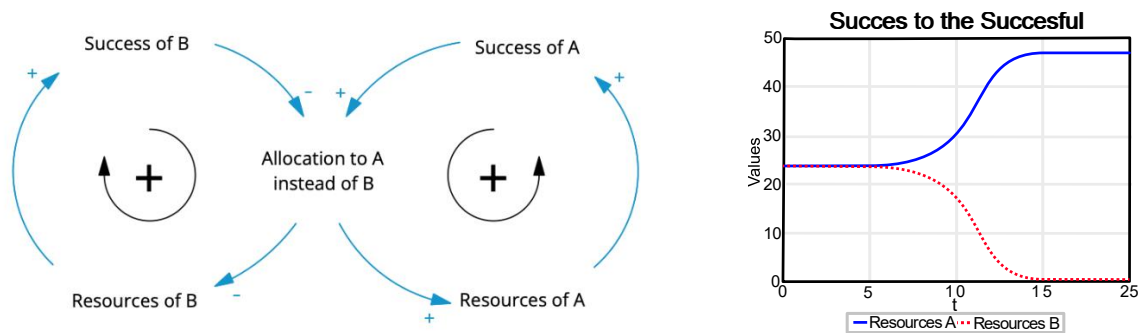 Success of B
Success of A
+
-
+
+
Allocation to A
instead of B
+
+
Resources of B
-
Resources of A
+
Succes to the Succesful
Values
50
40
30
20
10
0
0
5
10
15
25
t
Resources A
Resources B